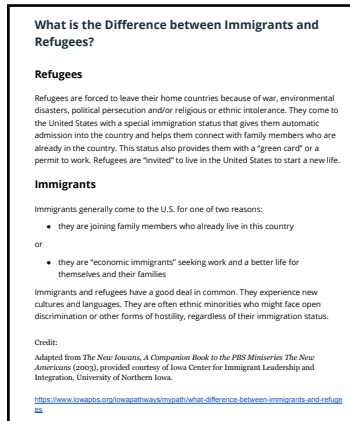 What is the Difference between Immigrants and
Refugees?
Refugees
Refugees are forced to leave their home countries because of war, environmental
disasters, political persecution and/or religious or ethnic intolerance. They come to
the United States with a special immigration status that gives them automatic
admission into the country and helps them connect with family members who are
already in the country. This status also provides them with a “green card” or a
permit to work. Refugees are “invited” to live in the United States to start a new life.
Immigrants
Immigrants generally come to the U.S. for one of two reasons:
● they are joining family members who already live in this country
or
● they are “economic immigrants” seeking work and a better life for
themselves and their families
Immigrants and refugees have a good deal in common. They experience new
cultures and languages. They are often ethnic minorities who might face open
discrimination or other forms of hostility, regardless of their immigration status.
Credit:
Adapted from The New Iowans, A Companion Book to the PBS Miniseries The New
Americans (2003), provided courtesy of Iowa Center for Immigrant Leadership and
Integration, University of Northern Iowa.
https://www.iowapbs.org/iowapathways/mypath/what-difference-between-immigrants-and-refuge
es